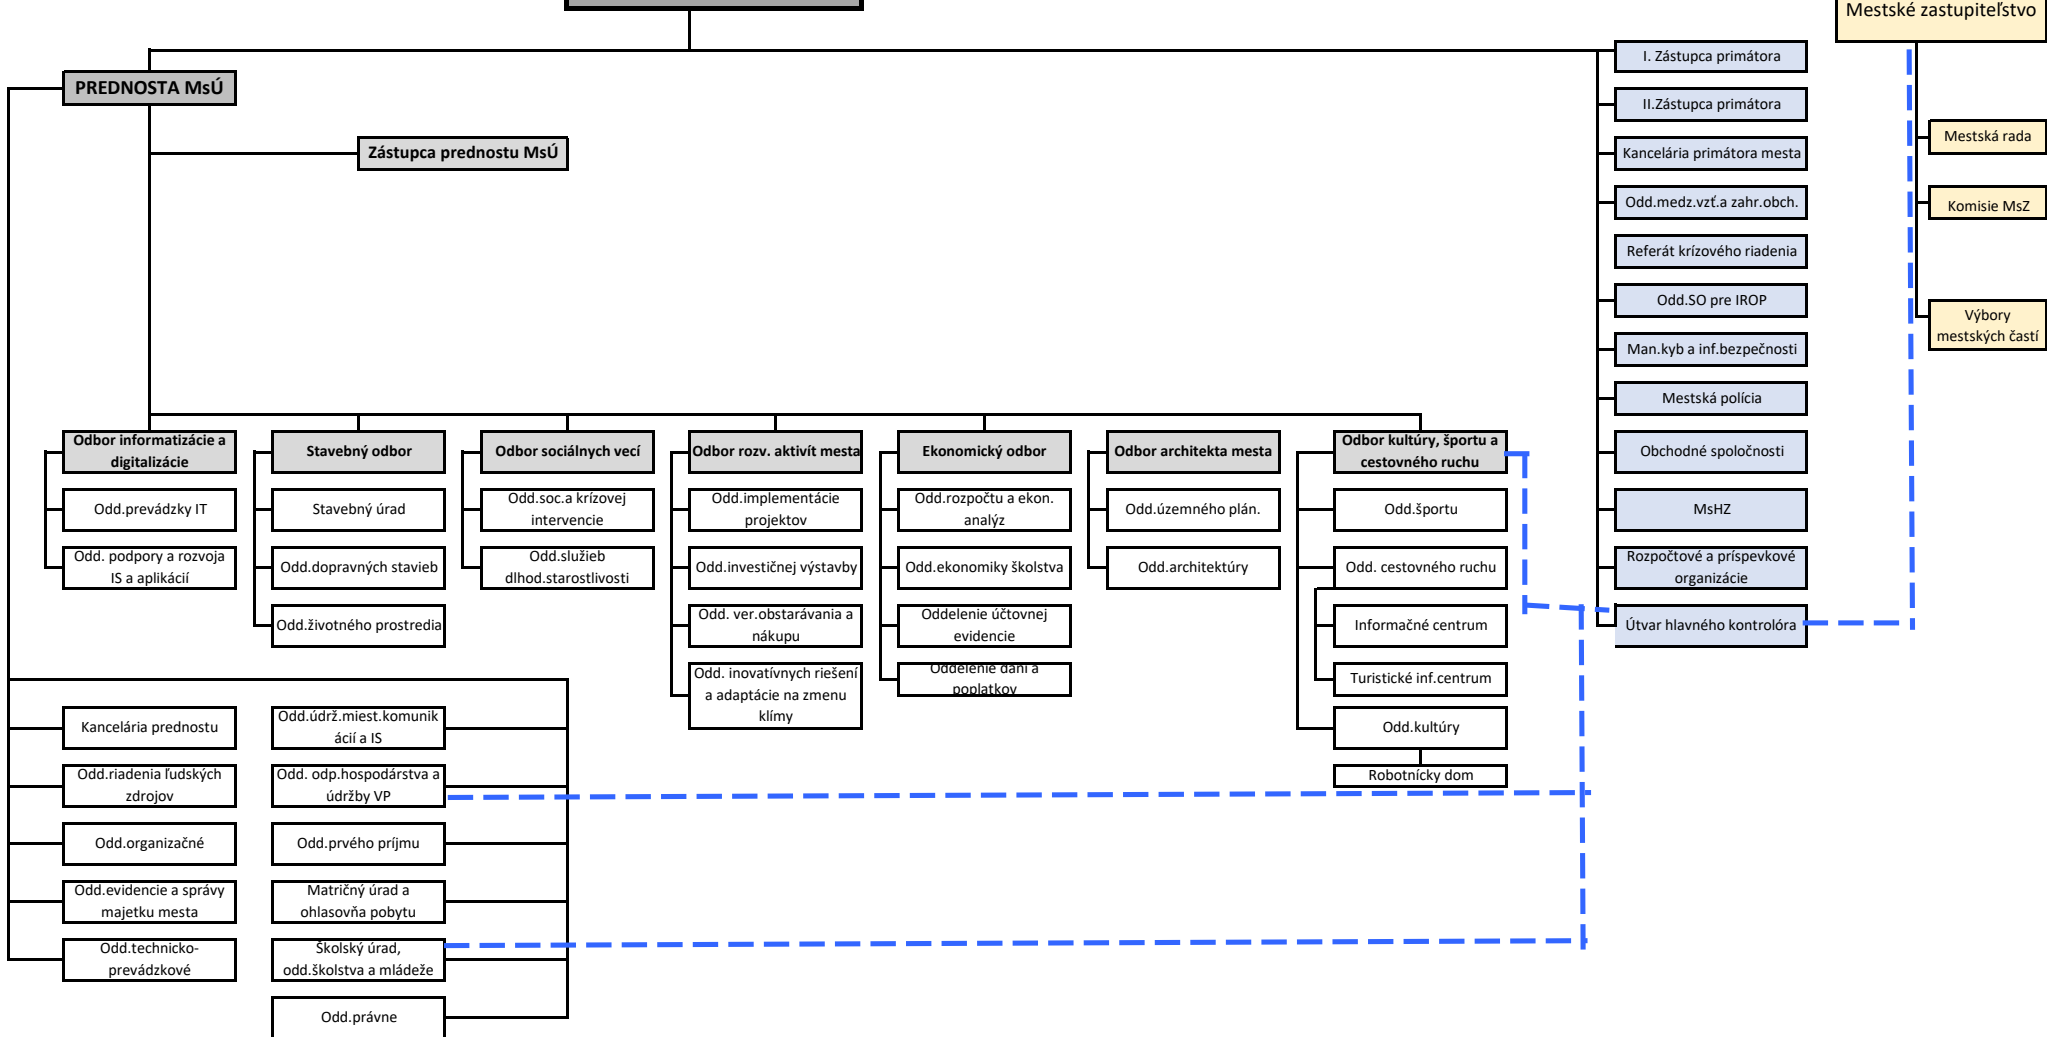 Mestské zastupiteľstvo
I. Zástupca primátora
PREDNOSTA MsÚ
II.Zástupca primátora
Mestská rada
Zástupca prednostu MsÚ
Kancelária primátora mesta
Odd.medz.vzť.a zahr.obch.
Komisie MsZ
Referát krízového riadenia
Odd.SO pre IROP
Výbory
mestských častí
Man.kyb a inf.bezpečnosti
Mestská polícia
Odbor informatizácie a
digitalizácie
Stavebný odbor
Odbor sociálnych vecí
Odbor rozv. aktivít mesta
Ekonomický odbor
Odbor architekta mesta
Odbor kultúry, športu a
cestovného ruchu
Obchodné spoločnosti
Odd.prevádzky IT
Stavebný úrad
Odd.soc.a krízovej
intervencie
Odd.implementácie
projektov
Odd.rozpočtu a ekon.
analýz
Odd.územného plán.
Odd.športu
MsHZ
Odd. podpory a rozvoja
IS a aplikácií
Odd.dopravných stavieb
Odd.služieb
dlhod.starostlivosti
Odd.investičnej výstavby
Odd.ekonomiky školstva
Odd.architektúry
Odd. cestovného ruchu
Rozpočtové a príspevkové
organizácie
Odd.životného prostredia
Odd. ver.obstarávania a
nákupu
Oddelenie účtovnej
evidencie
Informačné centrum
Útvar hlavného kontrolóra
Odd. inovatívnych riešení
a adaptácie na zmenu
klímy
Oddelenie daní a
poplatkov
Turistické inf.centrum
Kancelária prednostu
Odd.údrž.miest.komunik
ácií a IS
Odd.kultúry
Odd.riadenia ľudských
zdrojov
Odd. odp.hospodárstva a
údržby VP
Robotnícky dom
Odd.organizačné
Odd.prvého príjmu
Odd.evidencie a správy
majetku mesta
Matričný úrad a
ohlasovňa pobytu
Odd.technicko-
prevádzkové
Školský úrad,
odd.školstva a mládeže
Odd.právne